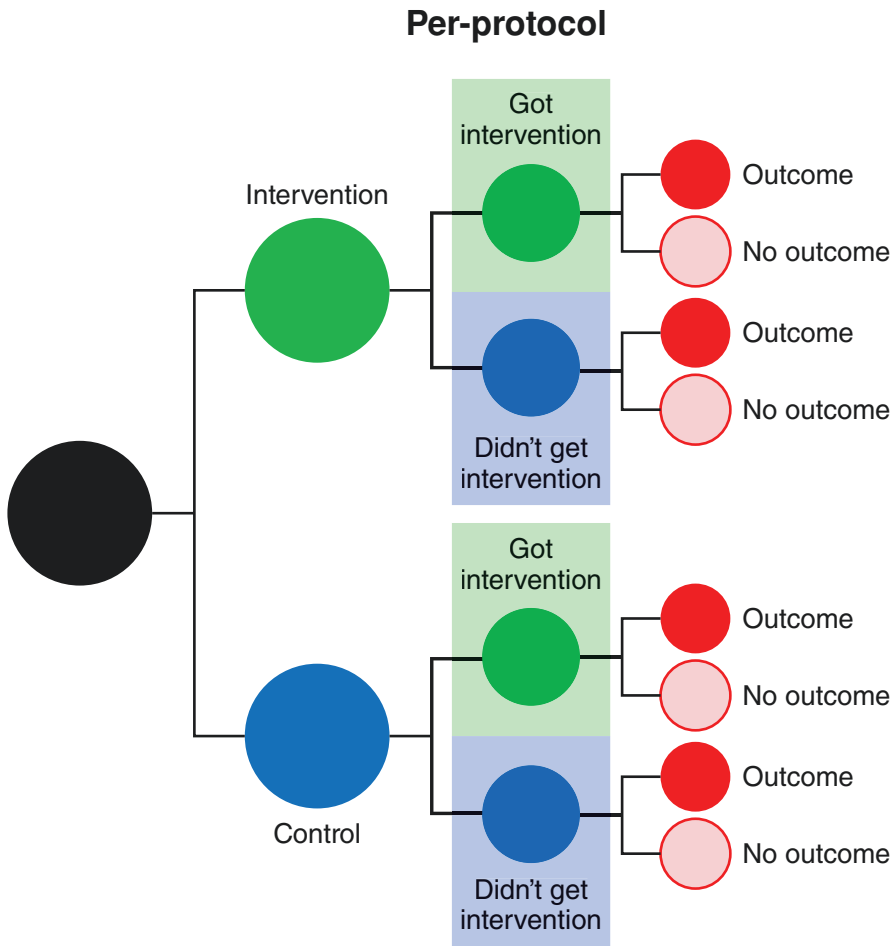 Per-protocol
Got
intervention
Intervention
Outcome
No outcome
Outcome
No outcome
Didn't get
intervention
Got
intervention
Outcome
No outcome
Control
Outcome
No outcome
Didn't get
intervention